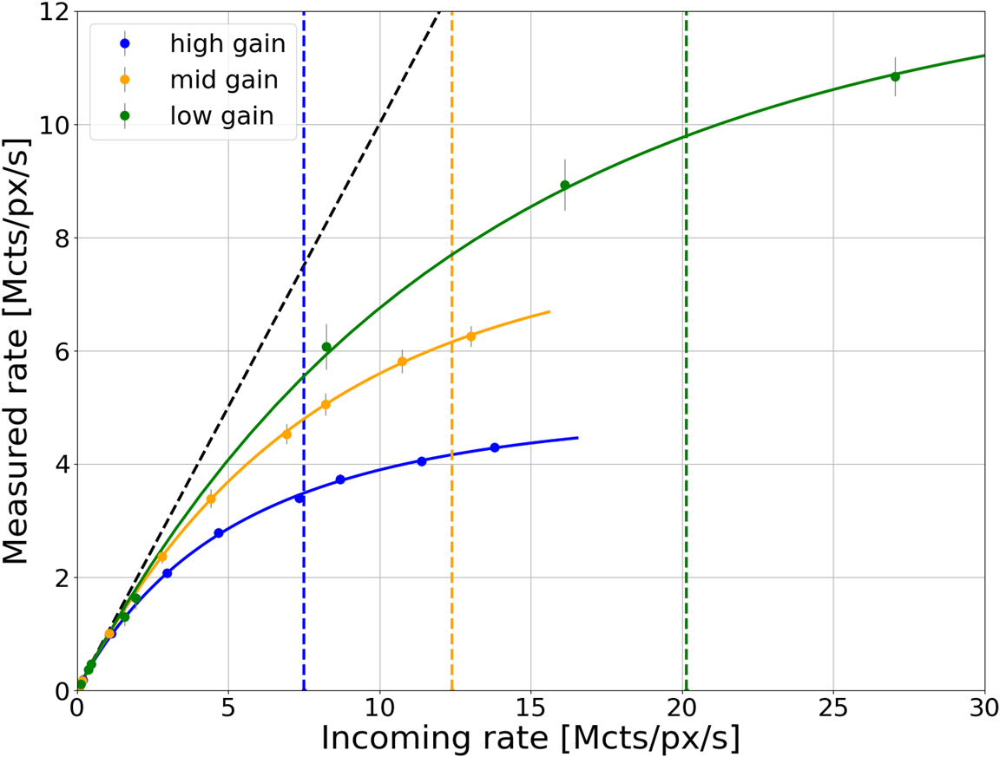 high gain
mid gain
low gain
12
10
8
6
4
2
0
Measured rate [Mcts/px/s]
0 5 10 15 20 25 30
Incoming rate [Mcts/px/s]